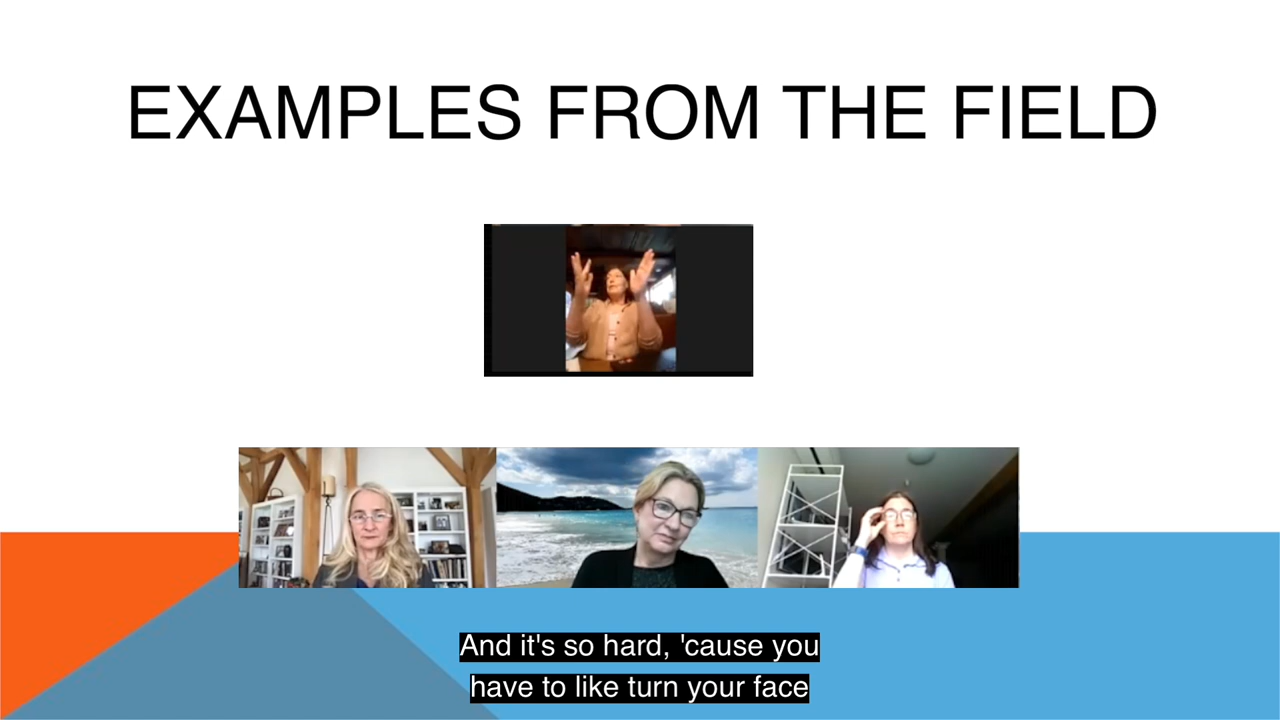 EXAMPLES FROM THE FIELD
And it's so hard, 'cause you
have to like turn your face